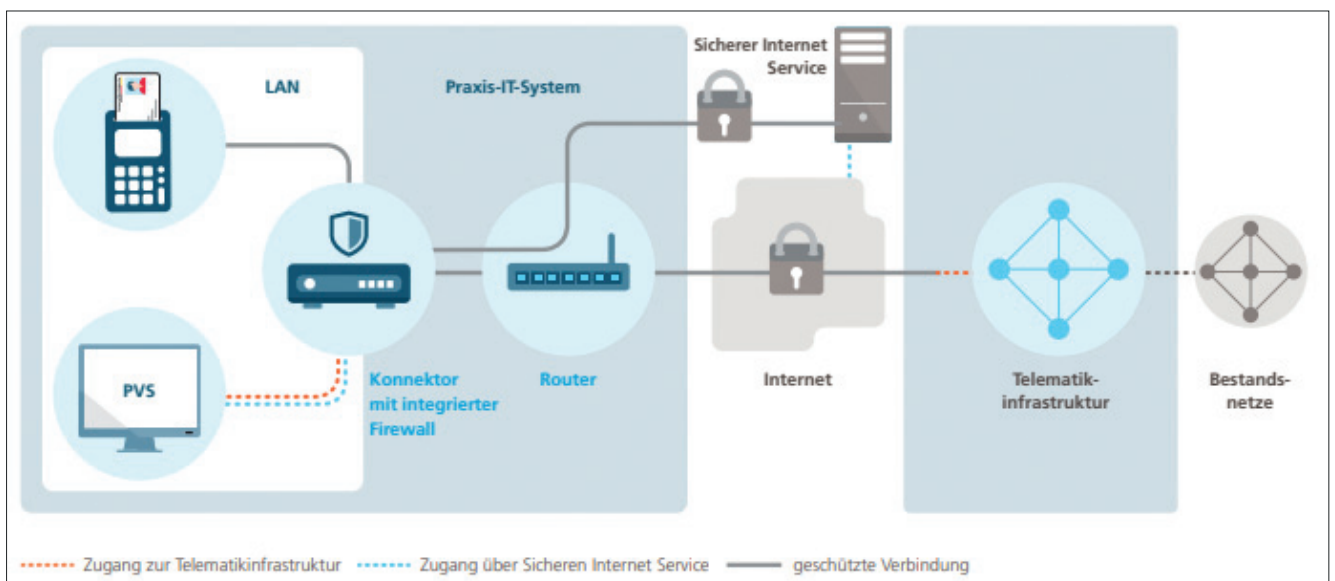 LAN
Praxis-IT-System
Sicherer Internet
Service
PVS
Konnektor
mit integrierter
Firewall
Router
Internet
Telematik-
infrastruktur
Bestands-
netze
Zugang zur Telematikinfrastruktur
Zugang über Sicheren Internet Service
geschützte Verbindung